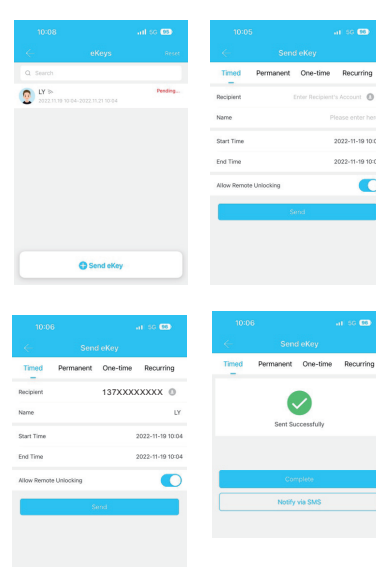 10:06
5G
eKeys
Reset
Search
LY
Pending...
2022.11.19 10:04-2022.11.21 10:04
Send eKey
10:05
5G
Send eKey
Timed Permanent One-time Recurring
Recipient Enter Recipient's Account
Name Please enter her
Start Time 2022-11-19 10:0
End Time 2022-11-19 10:0
Allow Remote Unlocking
Send
10:06
5G
Send eKey
Timed Permanent One-time Recurring
Recipient 137XXXXXXXX
Name LY
Start Time 2022-11-19 10:04
End Time 2022-11-19 10:04
Allow Remote Unlocking
Send
10:06
5G
Send eKey
Timed Permanent One-time Recurring
Sent Successfully
Complete
Notify via SMS